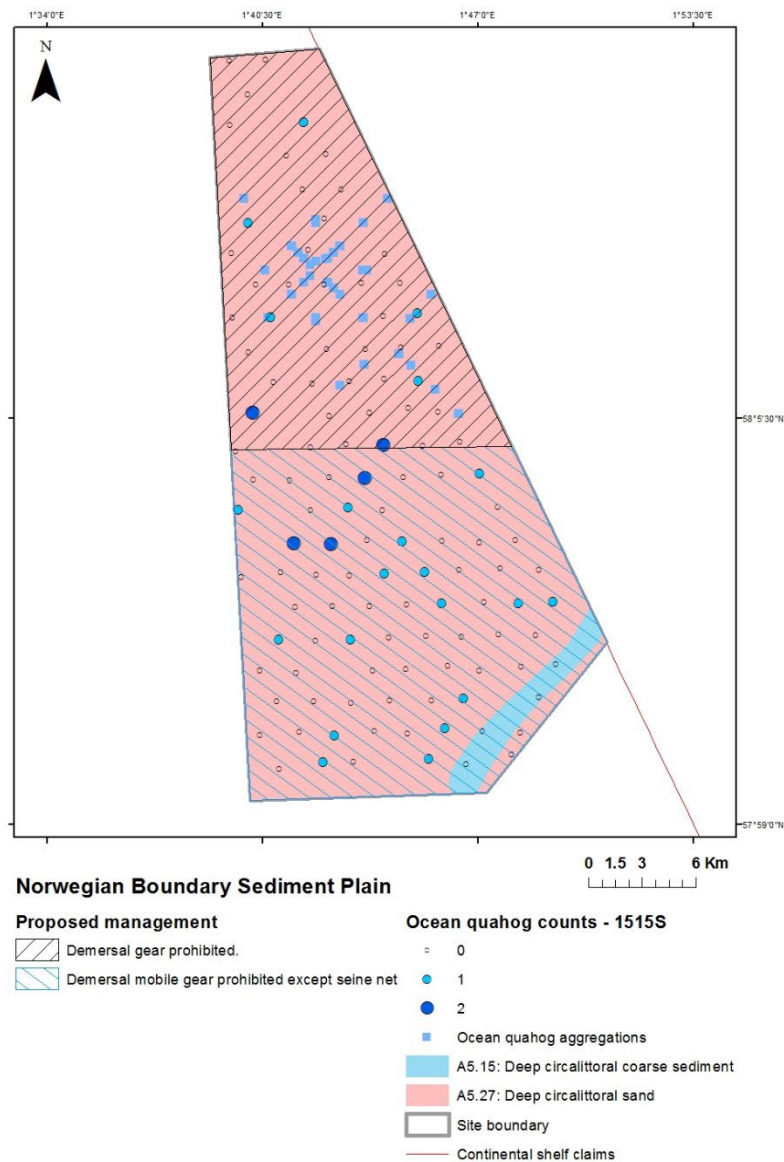 1°34'0"E 1°40'30"E 1°47'0"E 1°53'30"E
N
58°5'30"N
57°59'0"N
0 1.5 3 6 Km
Norwegian Boundary Sediment Plain
Proposed management
Demersal gear prohibited.
Demersal mobile gear prohibited except seine net
Ocean quahog counts - 1515S
0
1
2
Ocean quahog aggregations
A5.15: Deep circalittoral coarse sediment
A5.27: Deep circalittoral sand
Site boundary
Continental shelf claims